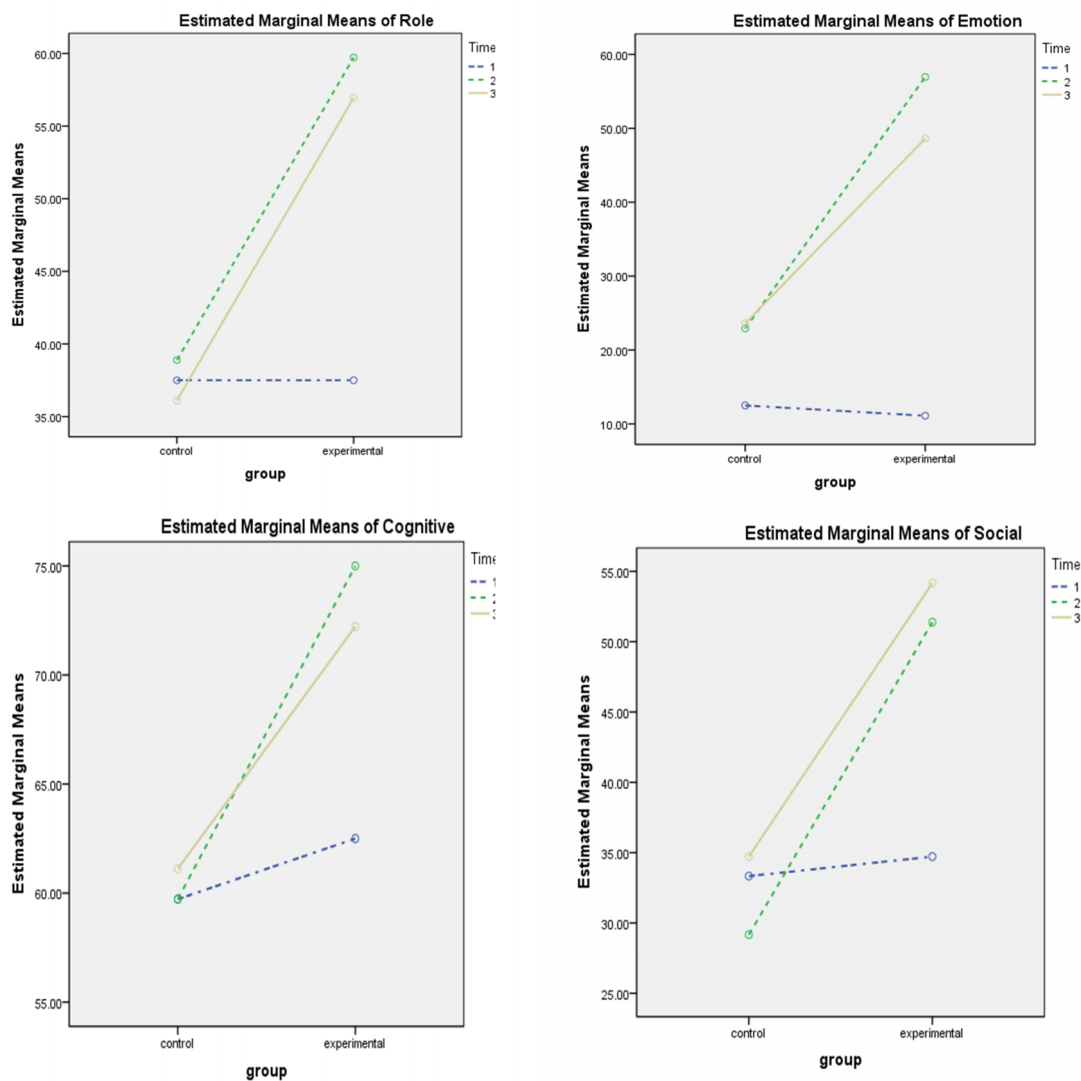 Estimated Marginal Means of Role
Time
1
2
3
60.00
55.00
50.00
45.00
40.00
35.00
Estimated Marginal Means
control
experimental
group
Estimated Marginal Means of Emotion
Time
1
2
3
60.00
50.00
40.00
30.00
20.00
10.00
Estimated Marginal Means
control
experimental
group
Estimated Marginal Means of Cognitive
Time
75.00
70.00
65.00
60.00
55.00
Estimated Marginal Means
control
experimental
group
Estimated Marginal Means of Social
Time
1
2
3
55.00
50.00
45.00
40.00
35.00
30.00
25.00
Estimated Marginal Means
control
experimental
group